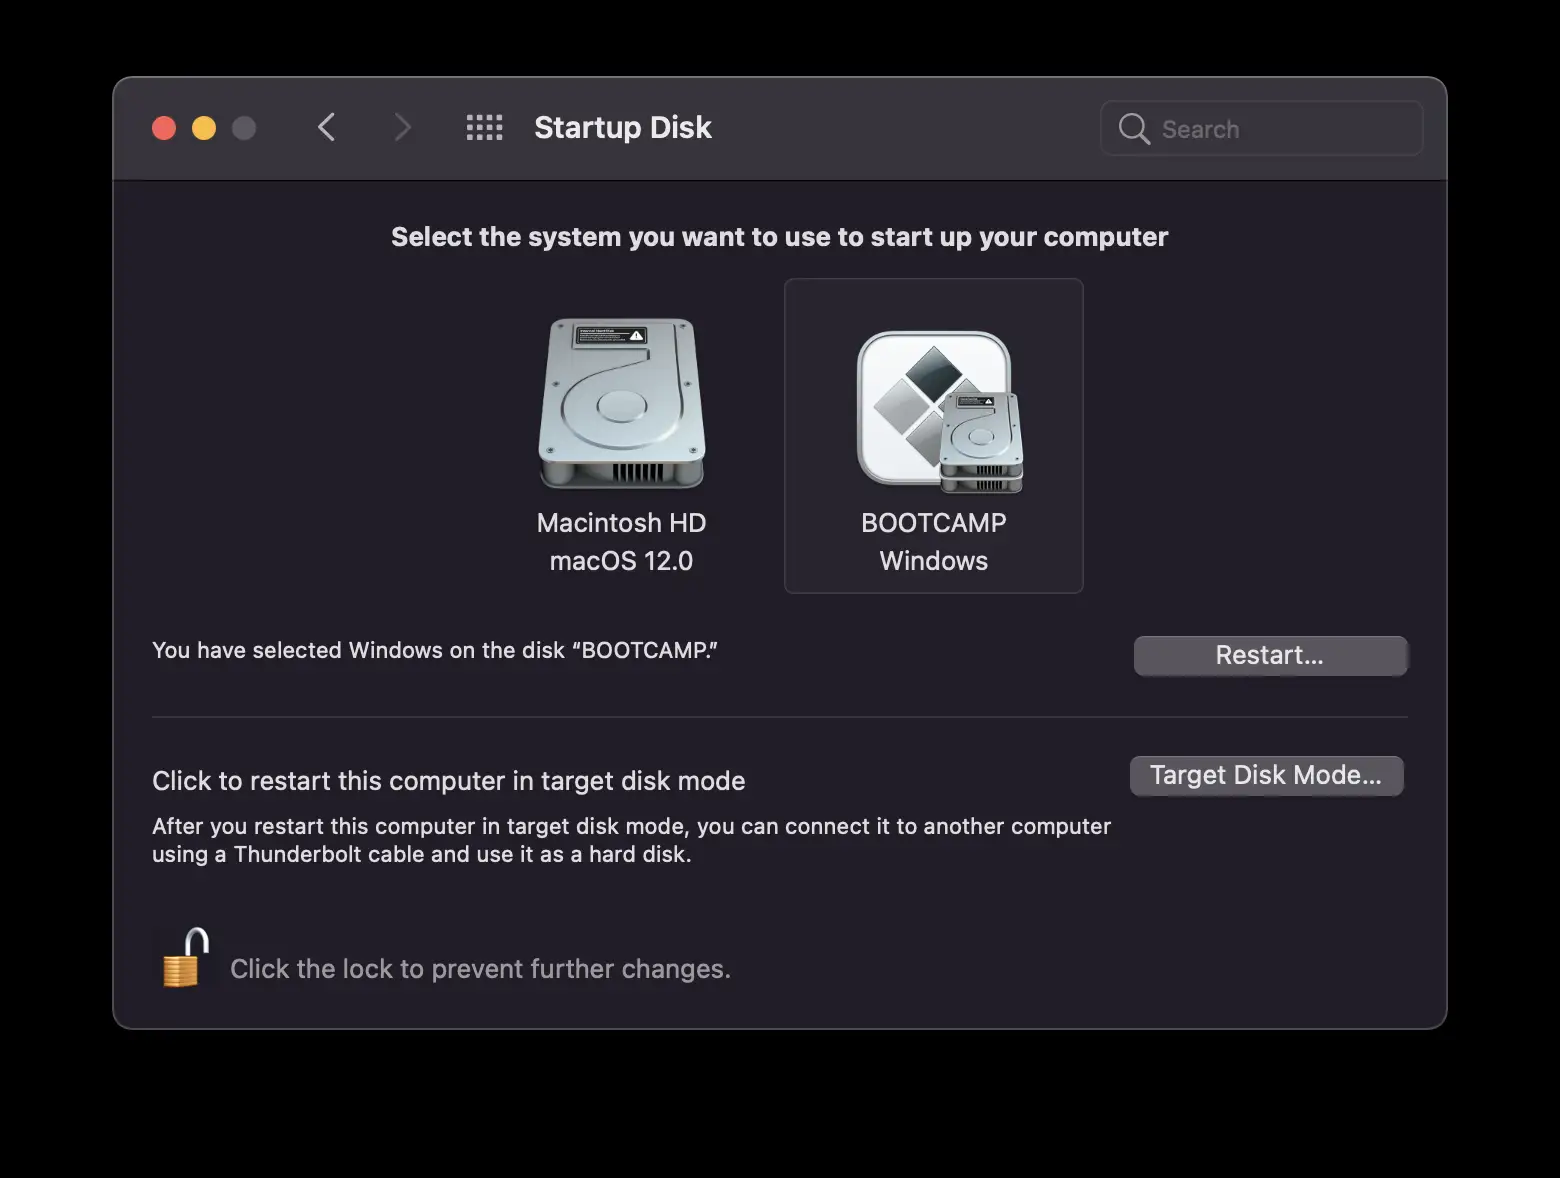 Startup Disk
Search
Select the system you want to use to start up your computer
Macintosh HD
macOS 12.0
BOOTCAMP
Windows
You have selected Windows on the disk “BOOTCAMP.”
Restart...
Click to restart this computer in target disk mode
Target Disk Mode...
After you restart this computer in target disk mode, you can connect it to another computer
using a Thunderbolt cable and use it as a hard disk.
Click the lock to prevent further changes.